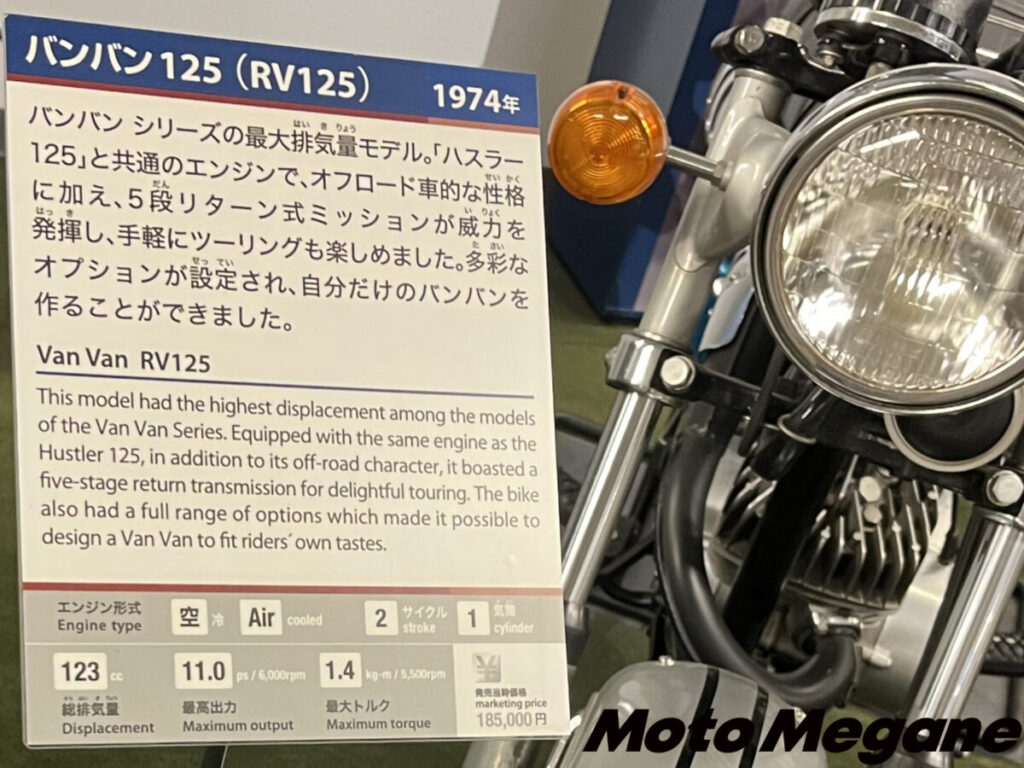 バンバン 125（RV125） 1974年
バンバン シリーズの最大排気量モデル。「ハスラー
125」と共通のエンジンで、オフロード車的な性格
に加え、5段リターン式ミッションが威力を
発揮し、手軽にツーリングも楽しめました。多彩な
オプションが設定され、自分だけのバンバンを
作ることができました。
Van Van RV125
This model had the highest displacement among the models
of the Van Van Series. Equipped with the same engine as the
Hustler 125, in addition to its off-road character, it boasted a
five-stage return transmission for delightful touring. The bike
also had a full range of options which made it possible to
design a Van Van to fit riders' own tastes.
エンジン形式 空 冷 Air cooled 2 サイクル 1 気筒
Engine type stroke cylinder
123 cc 11.0 ps / 6,000rpm 1.4 kg-m / 5,500rpm ¥
総排気量 最高出力 最大トルク 発売当時価格
Displacement Maximum output Maximum torque marketing price
185,000円
Moto Megane